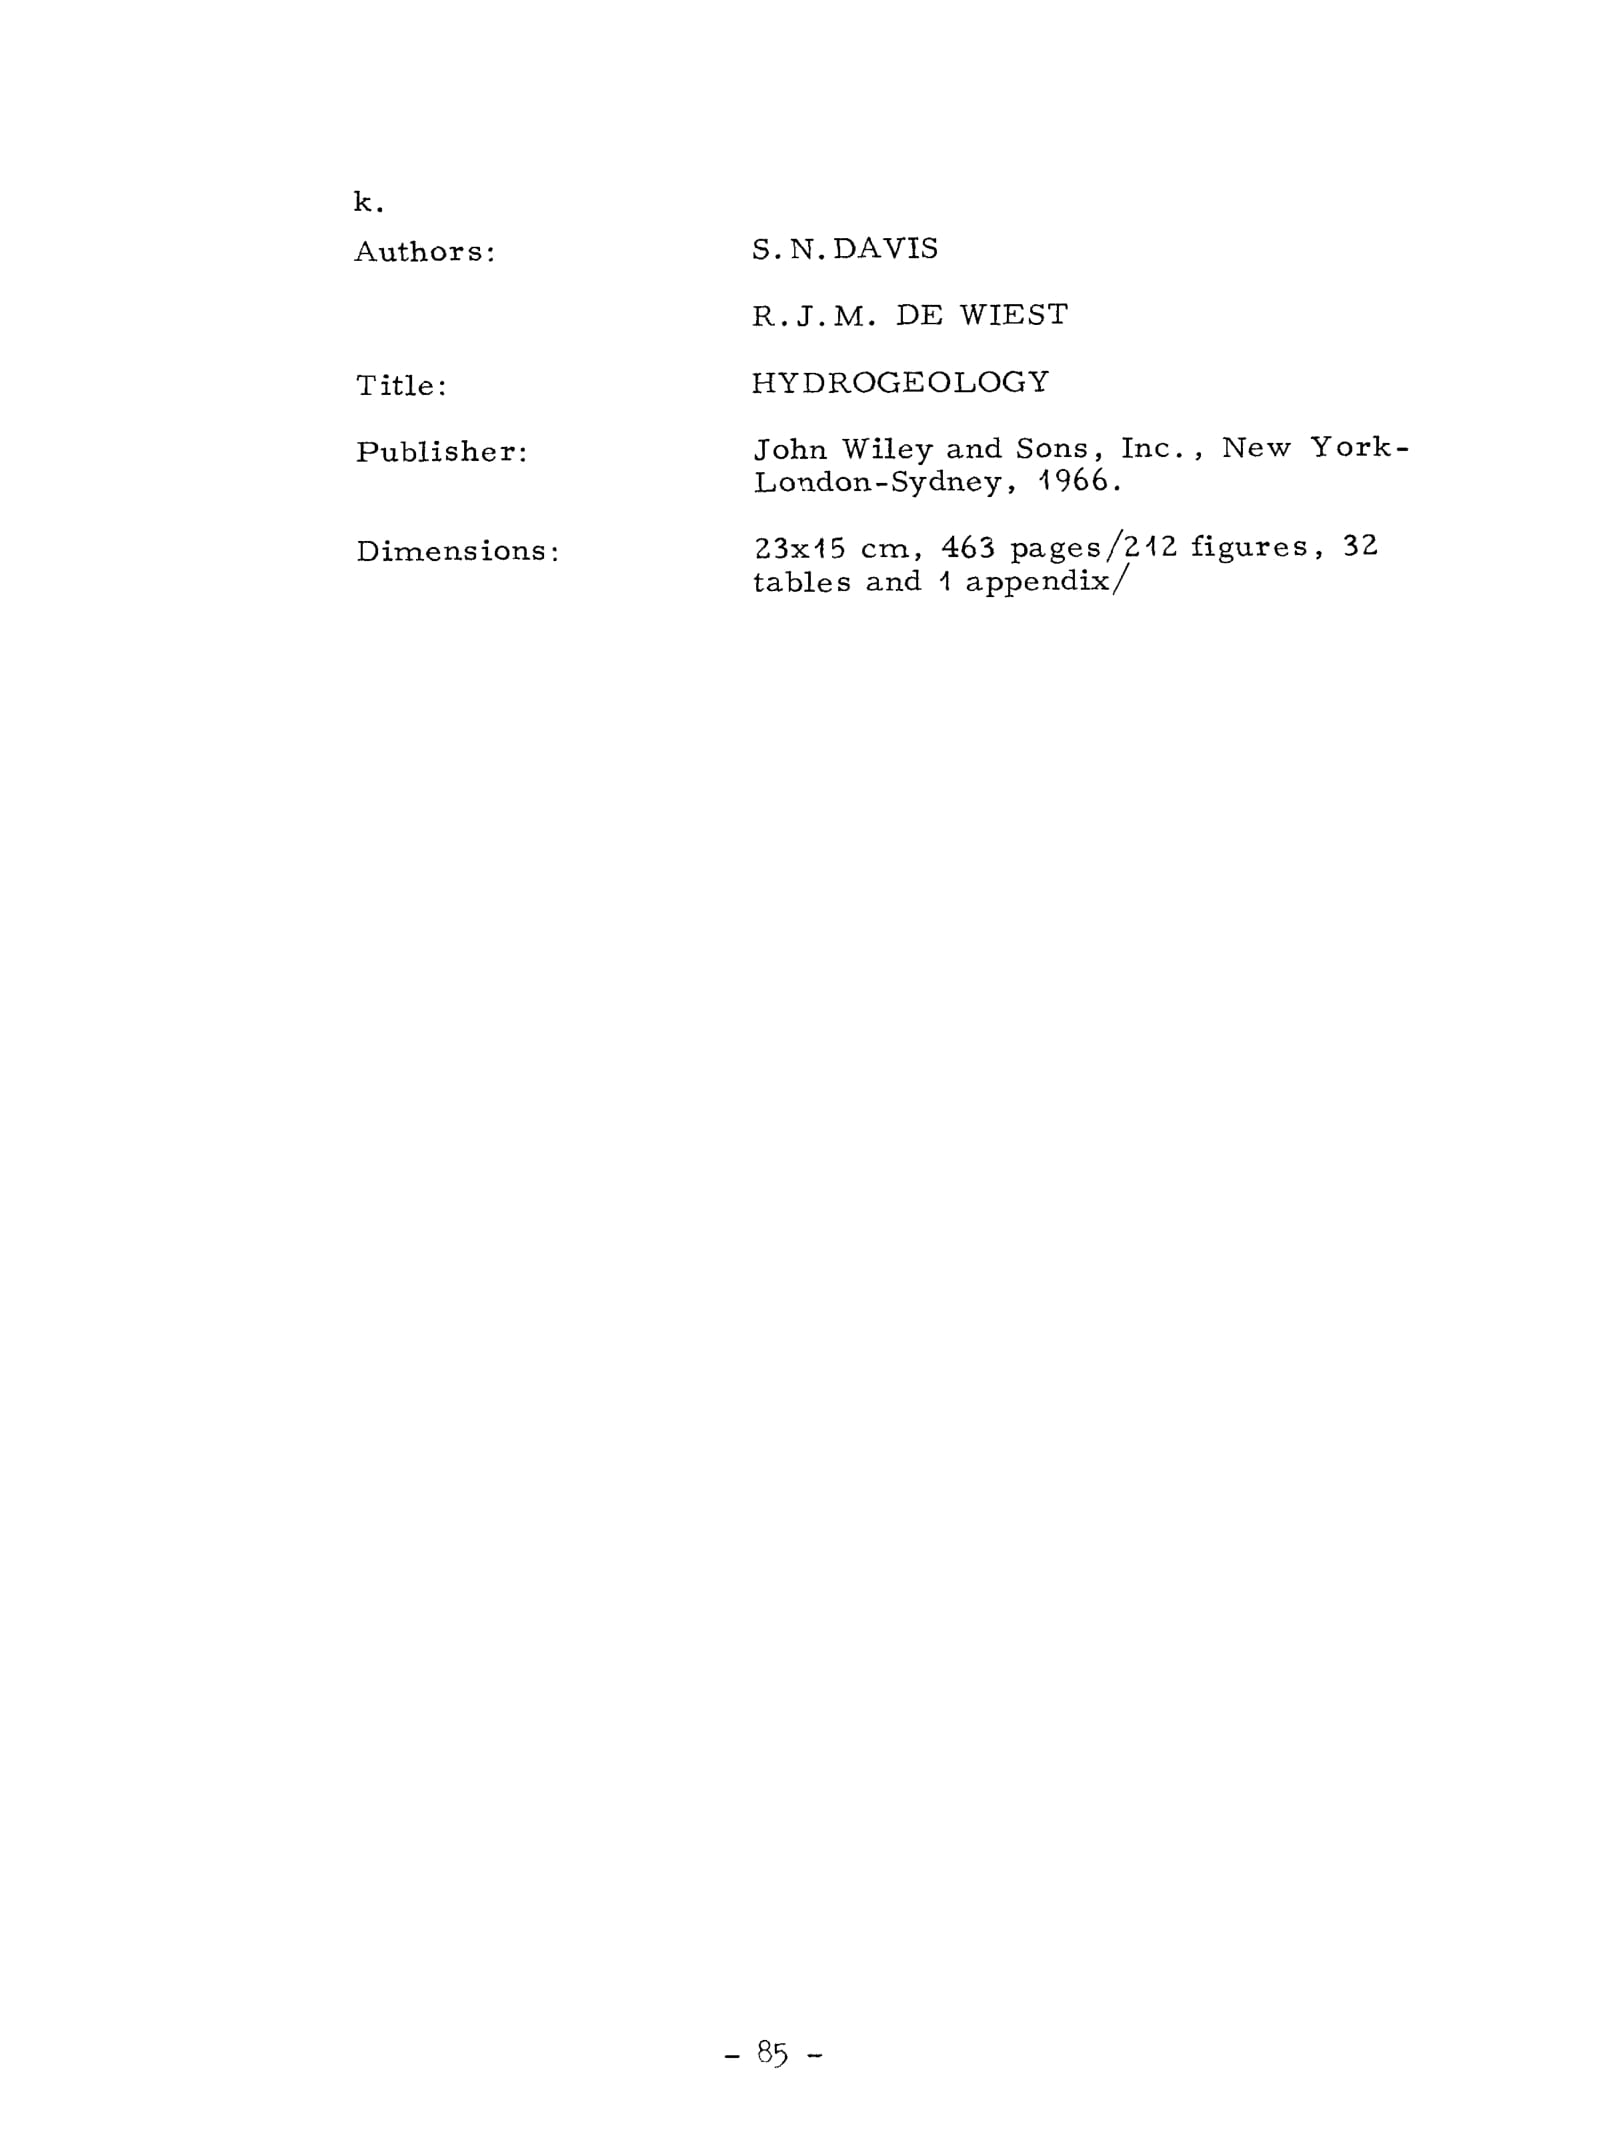 k.
Authors: S.N.DAVIS
R.J.M. DE WIEST
Title: HYDROGEOLOGY
Publisher: John Wiley and Sons, Inc., New York-
London-Sydney, 1966.
Dimensions: 23x15 cm, 463 pages/212 figures, 32
tables and 1 appendix/
- 85 -